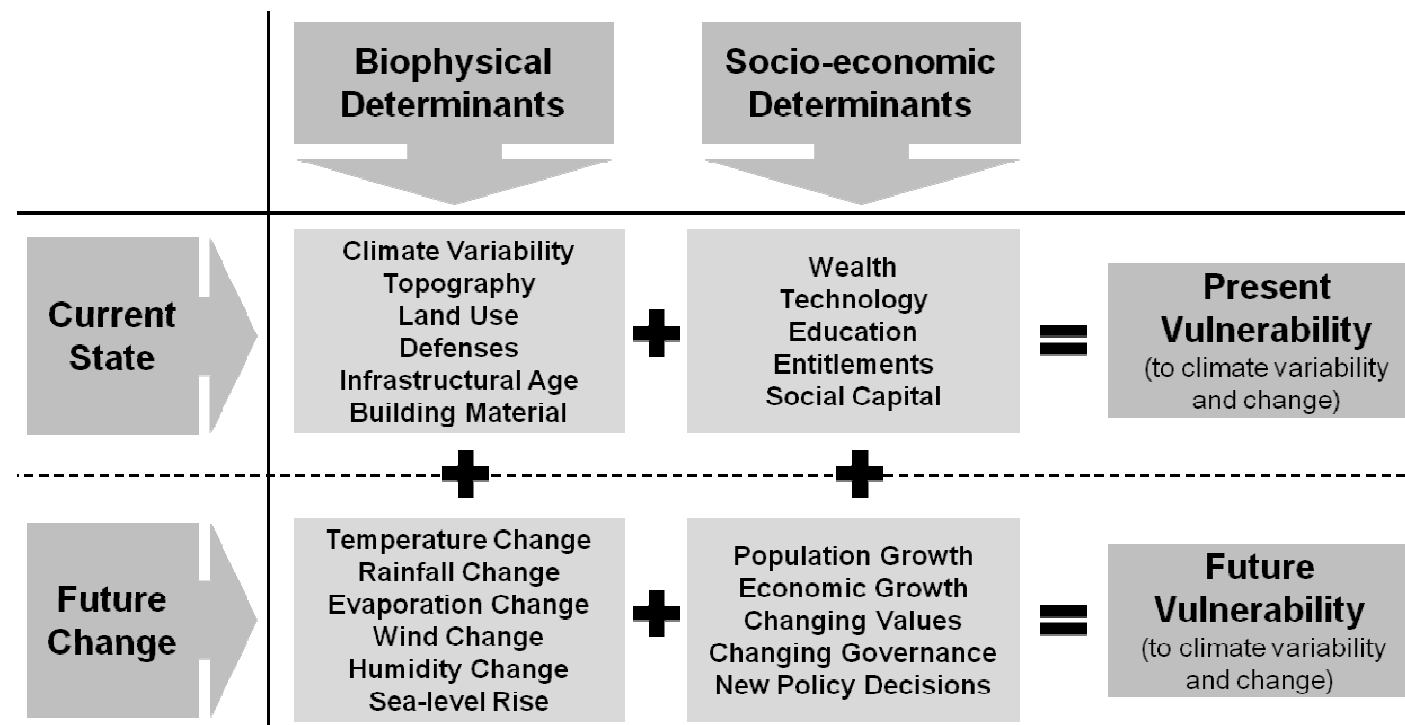 Biophysical
Determinants
Socio-economic
Determinants
Current
State
Climate Variability
Topography
Land Use
Defenses
Infrastructural Age
Building Material
+
Wealth
Technology
Education
Entitlements
Social Capital
=
Present
Vulnerability
(to climate variability
and change)
+
+
Future
Change
Temperature Change
Rainfall Change
Evaporation Change
Wind Change
Humidity Change
Sea-level Rise
+
Population Growth
Economic Growth
Changing Values
Changing Governance
New Policy Decisions
=
Future
Vulnerability
(to climate variability
and change)